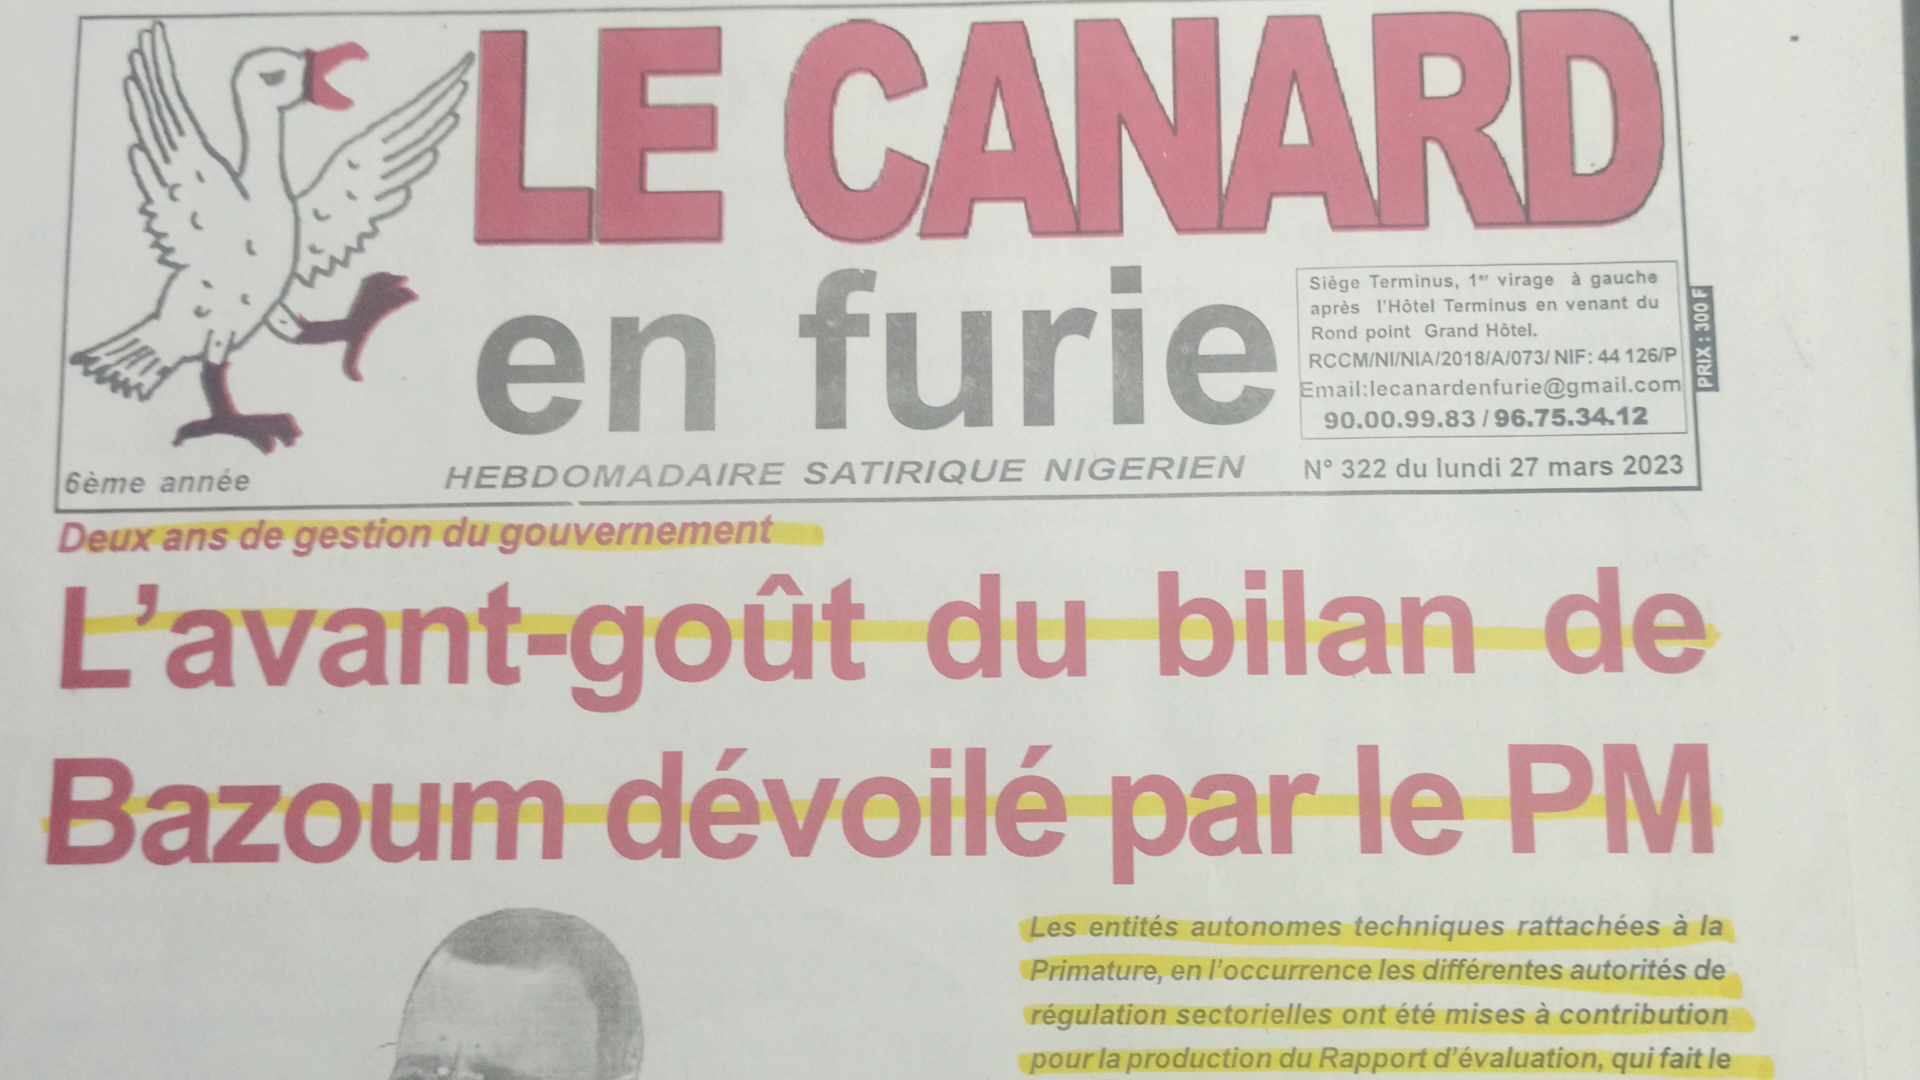 LE CANARD
en furie
Siège Terminus, 1er virage à gauche
après l'Hôtel Terminus en venant du
Rond point Grand Hôtel.
RCCM/NI/NIA/2018/A/073/ NIF: 44 126/P
Email:lecanardenfurie@gmail.com
90.00.99.83 / 96.75.34.12
PRIX : 300 F
6ème année
HEBDOMADAIRE SATIRIQUE NIGERIEN
N° 322 du lundi 27 mars 2023
Deux ans de gestion du gouvernement
L'avant-goût du bilan de
Bazoum dévoilé par le PM
Les entités autonomes techniques rattachées à la
Primature, en l'occurrence les différentes autorités de
régulation sectorielles ont été mises à contribution
pour la production du Rapport d'évaluation, qui fait le